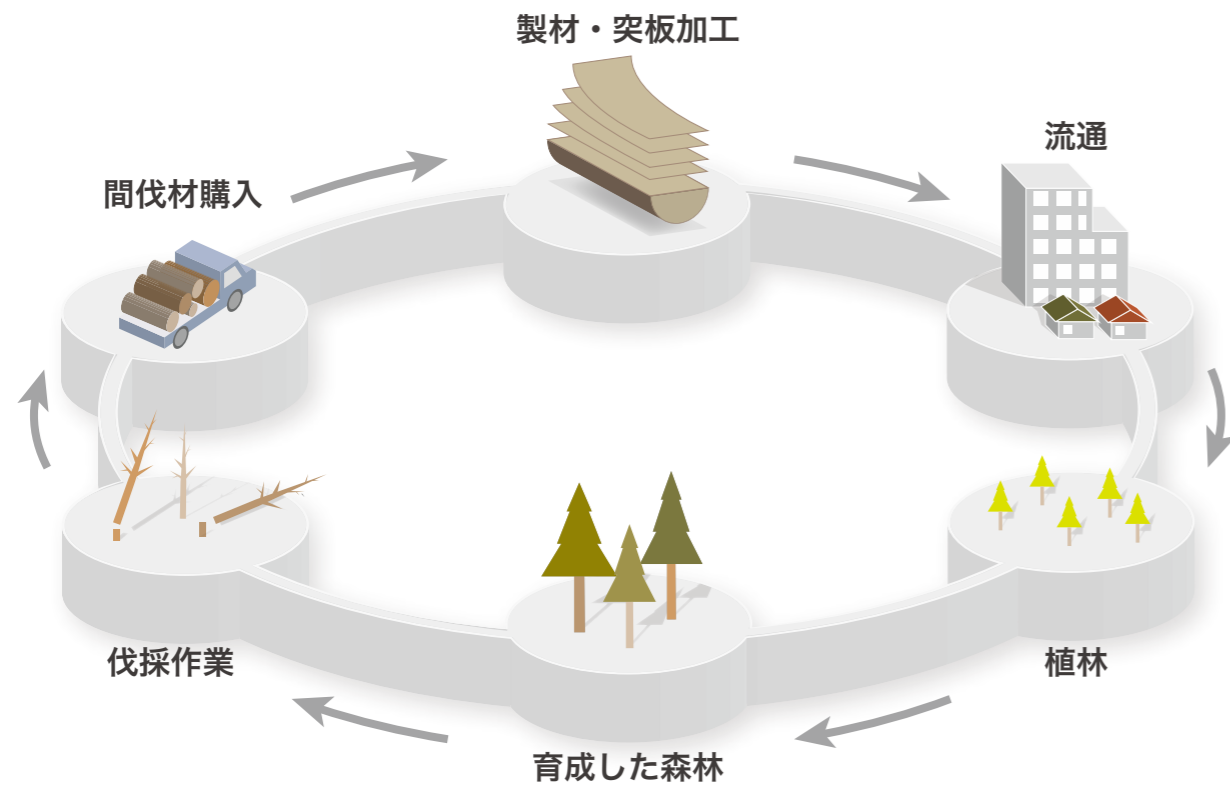 製材・突板加工
流通
間伐材購入
伐採作業
植林
育成した森林